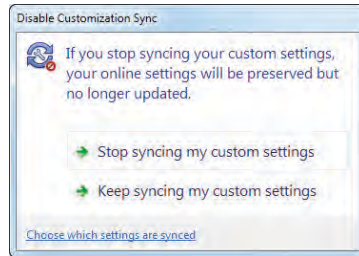 Disable Customization Sync
If you stop syncing your custom settings,
your online settings will be preserved but
no longer updated.
Stop syncing my custom settings
Keep syncing my custom settings
Choose which settings are synced